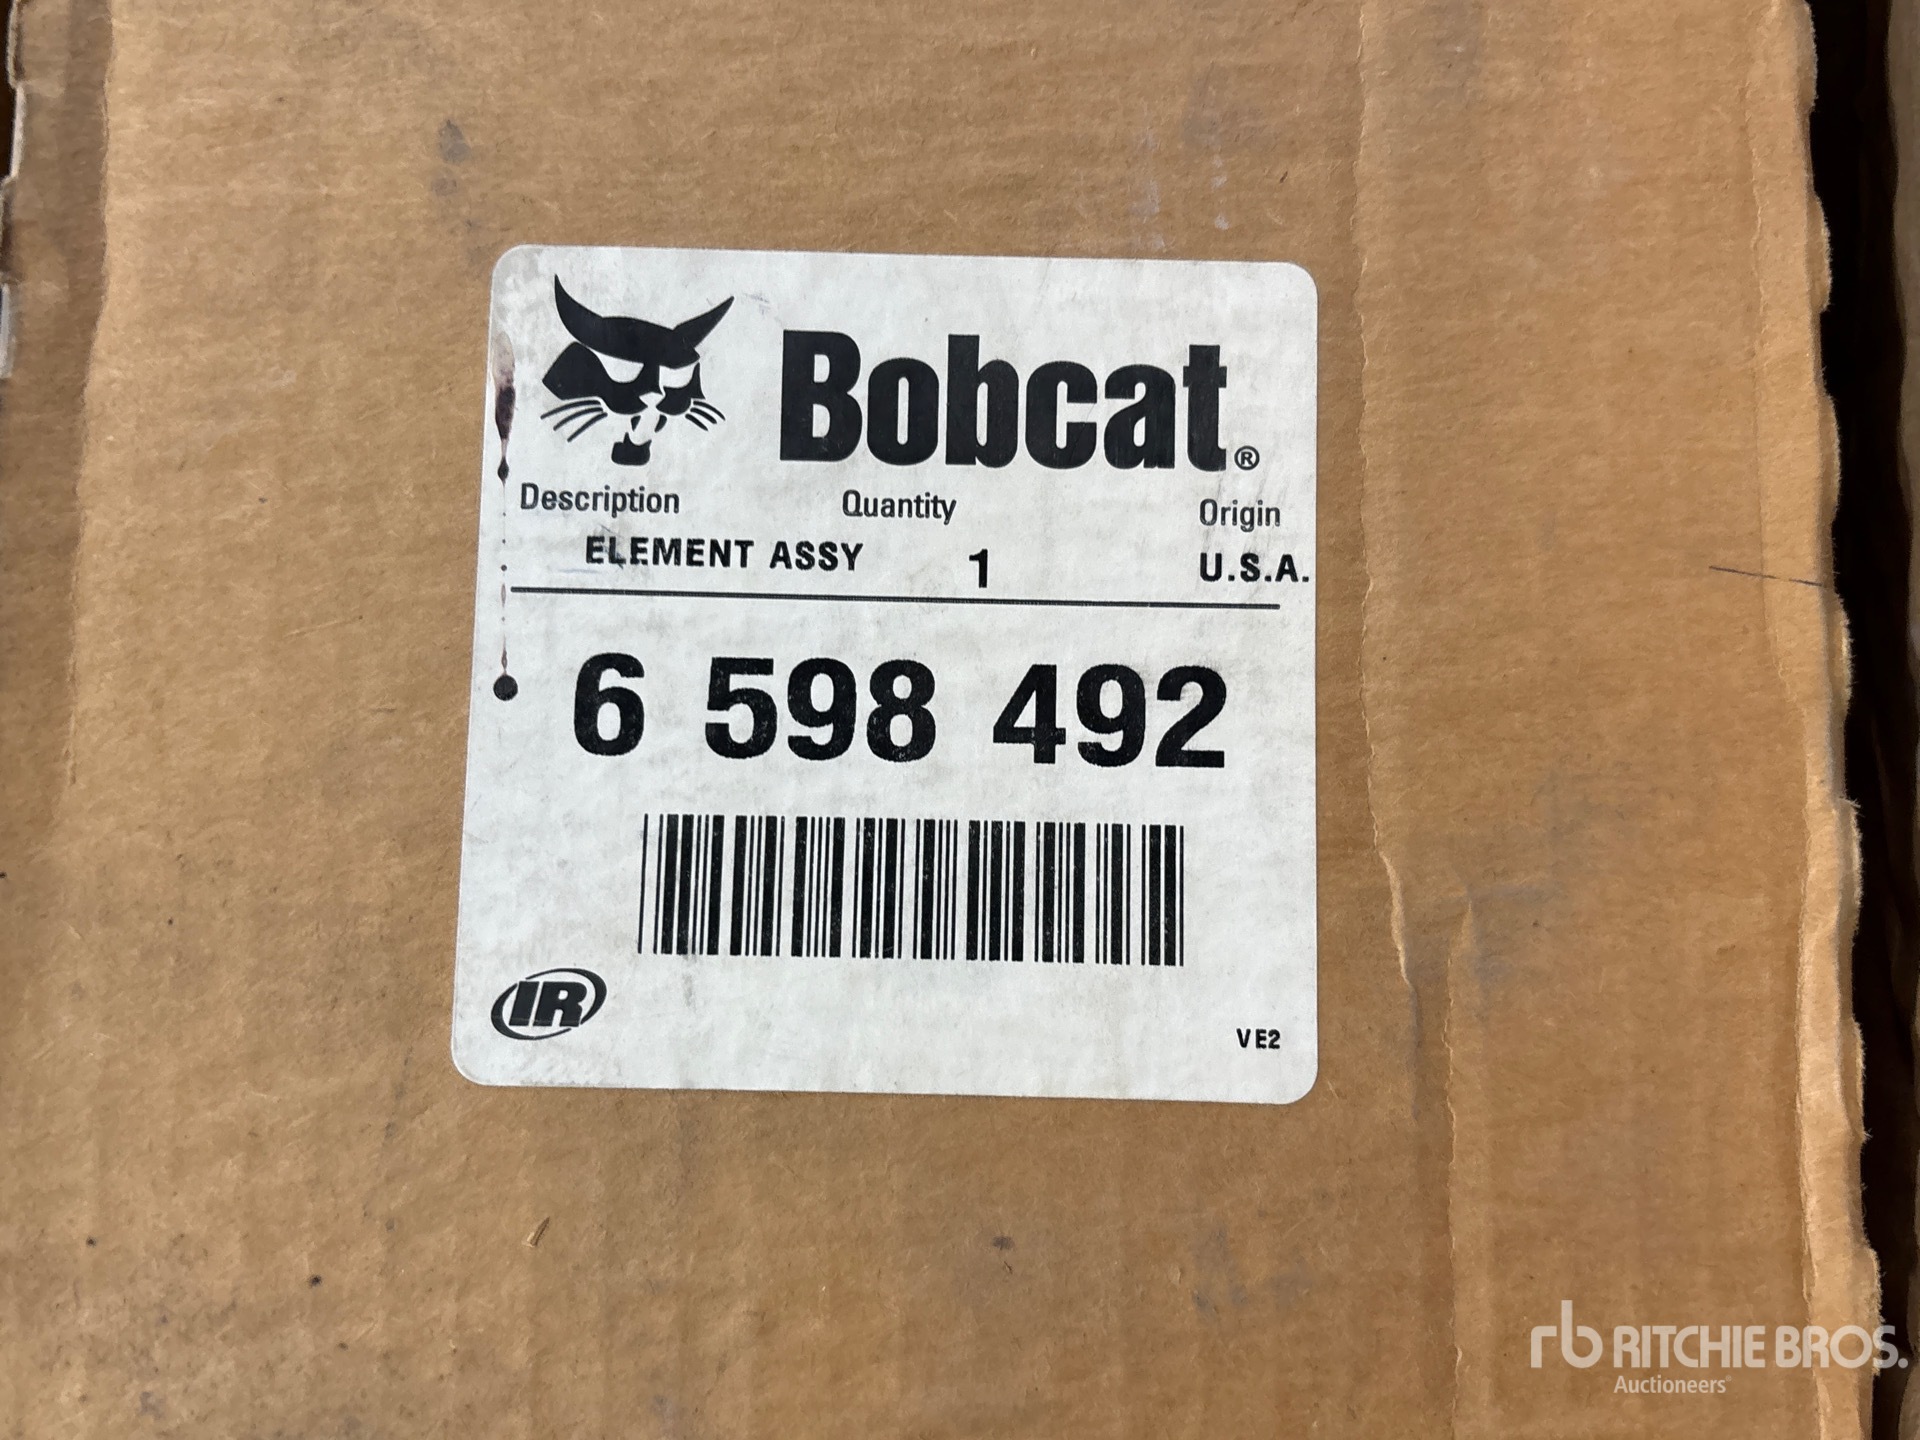 Bobcat®
Description Quantity Origin
ELEMENT ASSY 1 U.S.A.
6 598 492
IR
VE2
rb RITCHIE BROS.
Auctioneers